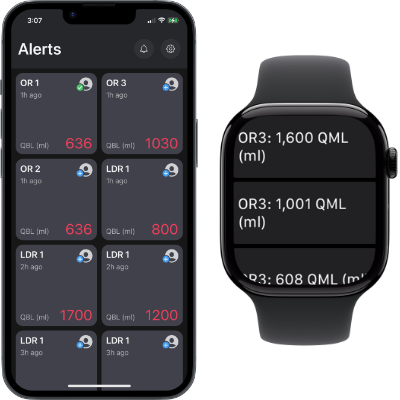 3:07
Alerts
OR 1
1h ago
QBL (ml) 636
OR 3
1h ago
QBL (ml) 1030
OR 2
1h ago
QBL (ml) 636
LDR 1
1h ago
QBL (ml) 800
LDR 1
2h ago
QBL (ml) 1700
LDR 1
2h ago
QBL (ml) 1200
LDR 1
3h ago
LDR 1
3h ago
OR3: 1,600 QML
(ml)
OR3: 1,001 QML
(ml)
OR3: 608 QML (ml)